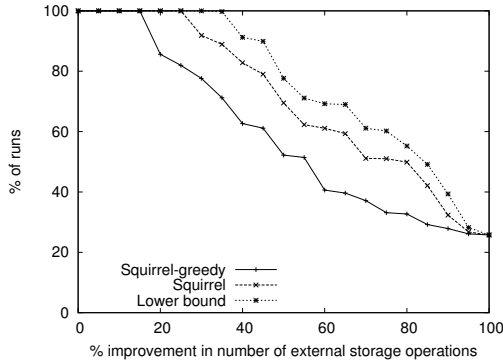 100
80
60
40
20
0
% of runs
Squirrel-greedy
Squirrel
Lower bound
0 20 40 60 80 100
% improvement in number of external storage operations